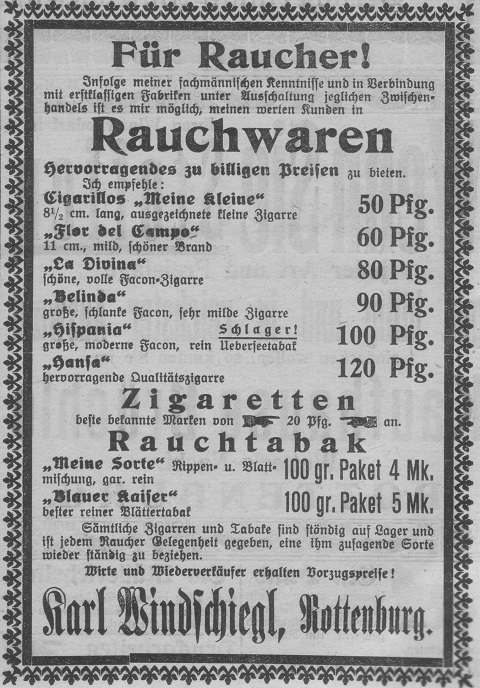 Für Raucher!
Infolge meiner fachmännischen Kenntnisse und in Verbindung
mit erstklassigen Fabriken unter Ausschaltung jeglichen Zwischen-
handels ist es mir möglich, meinen werten Kunden in
Rauchwaren
Hervorragendes zu billigen Preisen zu bieten.
Ich empfehle:
Cigarillos „Meine Kleine“ 50 Pfg.
8½ cm. lang, ausgezeichnete kleine Zigarre
„Flor del Campo“ 60 Pfg.
11 cm., mild, schöner Brand
„La Divina“ 80 Pfg.
schöne, volle Facon-Zigarre
„Belinda“ 90 Pfg.
große, schlanke Facon, sehr milde Zigarre
„Hispania“ Schlager! 100 Pfg.
große, moderne Facon, rein Ueberseetabak
„Hansa“ 120 Pfg.
hervorragende Qualitätszigarre
Zigaretten
beste bekannte Marken von 20 Pfg. an.
Rauchtabak
„Meine Sorte“ Rippen- u. Blatt- 100 gr. Paket 4 Mk.
mischung, gar. rein
„Blauer Kaiser“ 100 gr. Paket 5 Mk.
bester reiner Blättertabak
Sämtliche Zigarren und Tabake sind ständig auf Lager und
ist jedem Raucher Gelegenheit gegeben, eine ihm zusagende Sorte
wieder ständig zu beziehen.
Wirte und Wiederverkäufer erhalten Vorzugspreise!
Karl Windschiegl, Rottenburg.